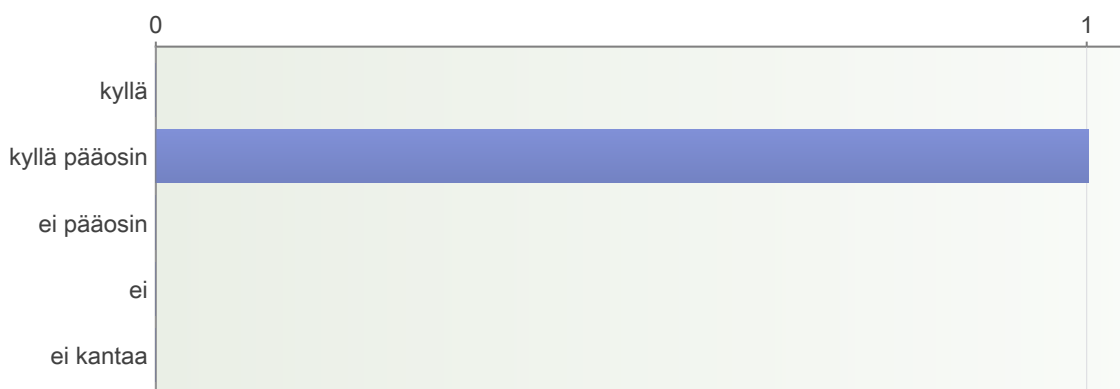 0 1
kyllä
kyllä pääosin
ei pääosin
ei
ei kantaa